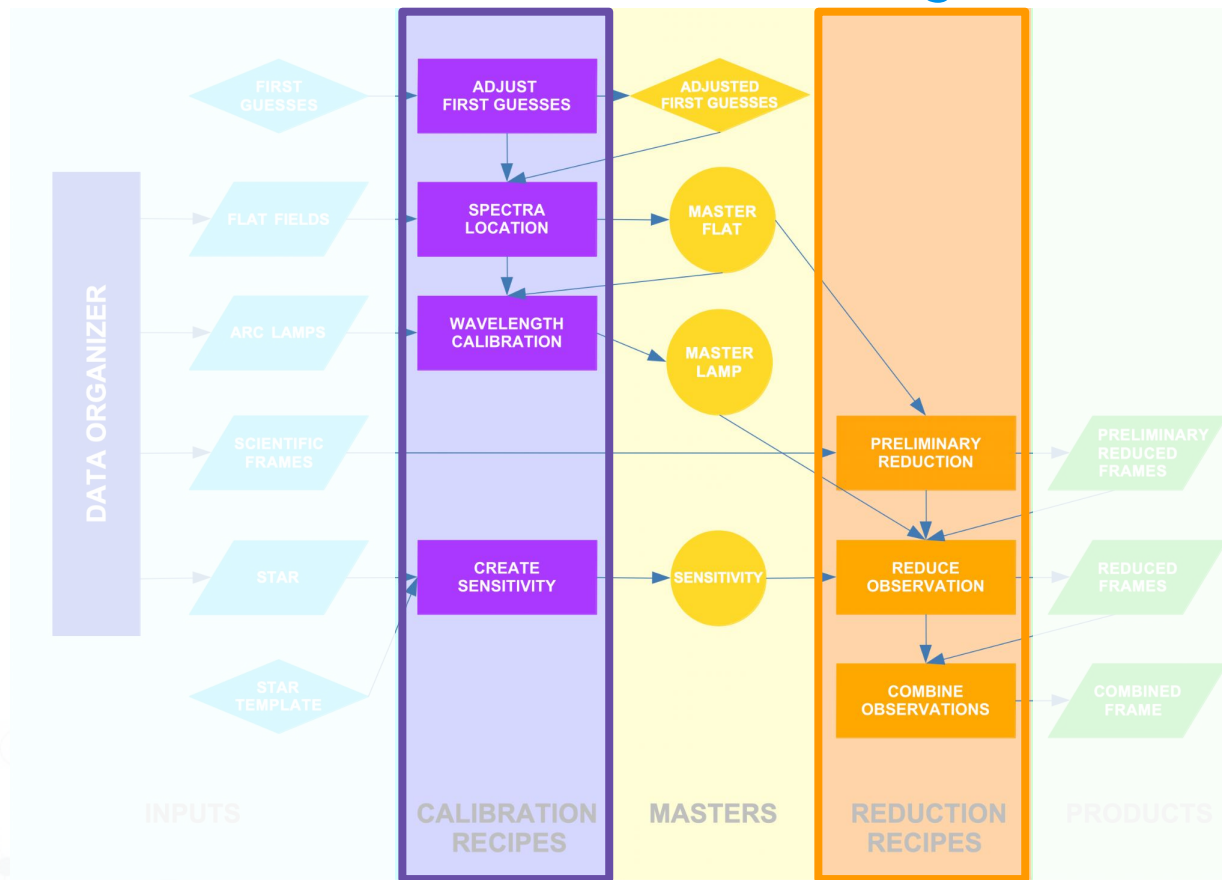 FIRST
GUESSES
ADJUST
FIRST GUESSES
ADJUSTED
FIRST GUESSES
DATA ORGANIZER
FLAT FIELDS
SPECTRA
LOCATION
MASTER
FLAT
ARC LAMPS
WAVELENGTH
CALIBRATION
MASTER
LAMP
SCIENTIFIC
FRAMES
PRELIMINARY
REDUCTION
PRELIMINARY
REDUCED
FRAMES
STAR
CREATE
SENSITIVITY
SENSITIVITY
REDUCE
OBSERVATION
REDUCED
FRAMES
STAR
TEMPLATE
COMBINE
OBSERVATIONS
COMBINED
FRAME
INPUTS
CALIBRATION
RECIPES
MASTERS
REDUCTION
RECIPES
PRODUCTS